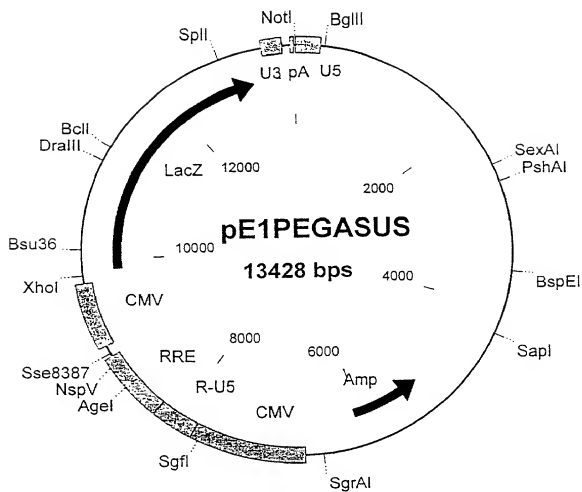 NotI
BglII
SplI
U3 pA U5
BclI
DraIII
LacZ
12000
2000
SexAI
PshAI
pE1PEGASUS
13428 bps
Bsu36
10000
XhoI
4000
BspEI
CMV
8000
6000
SapI
RRE
Sse8387
NspV
AgeI
R-U5
Amp
CMV
SgfI
SgrAI